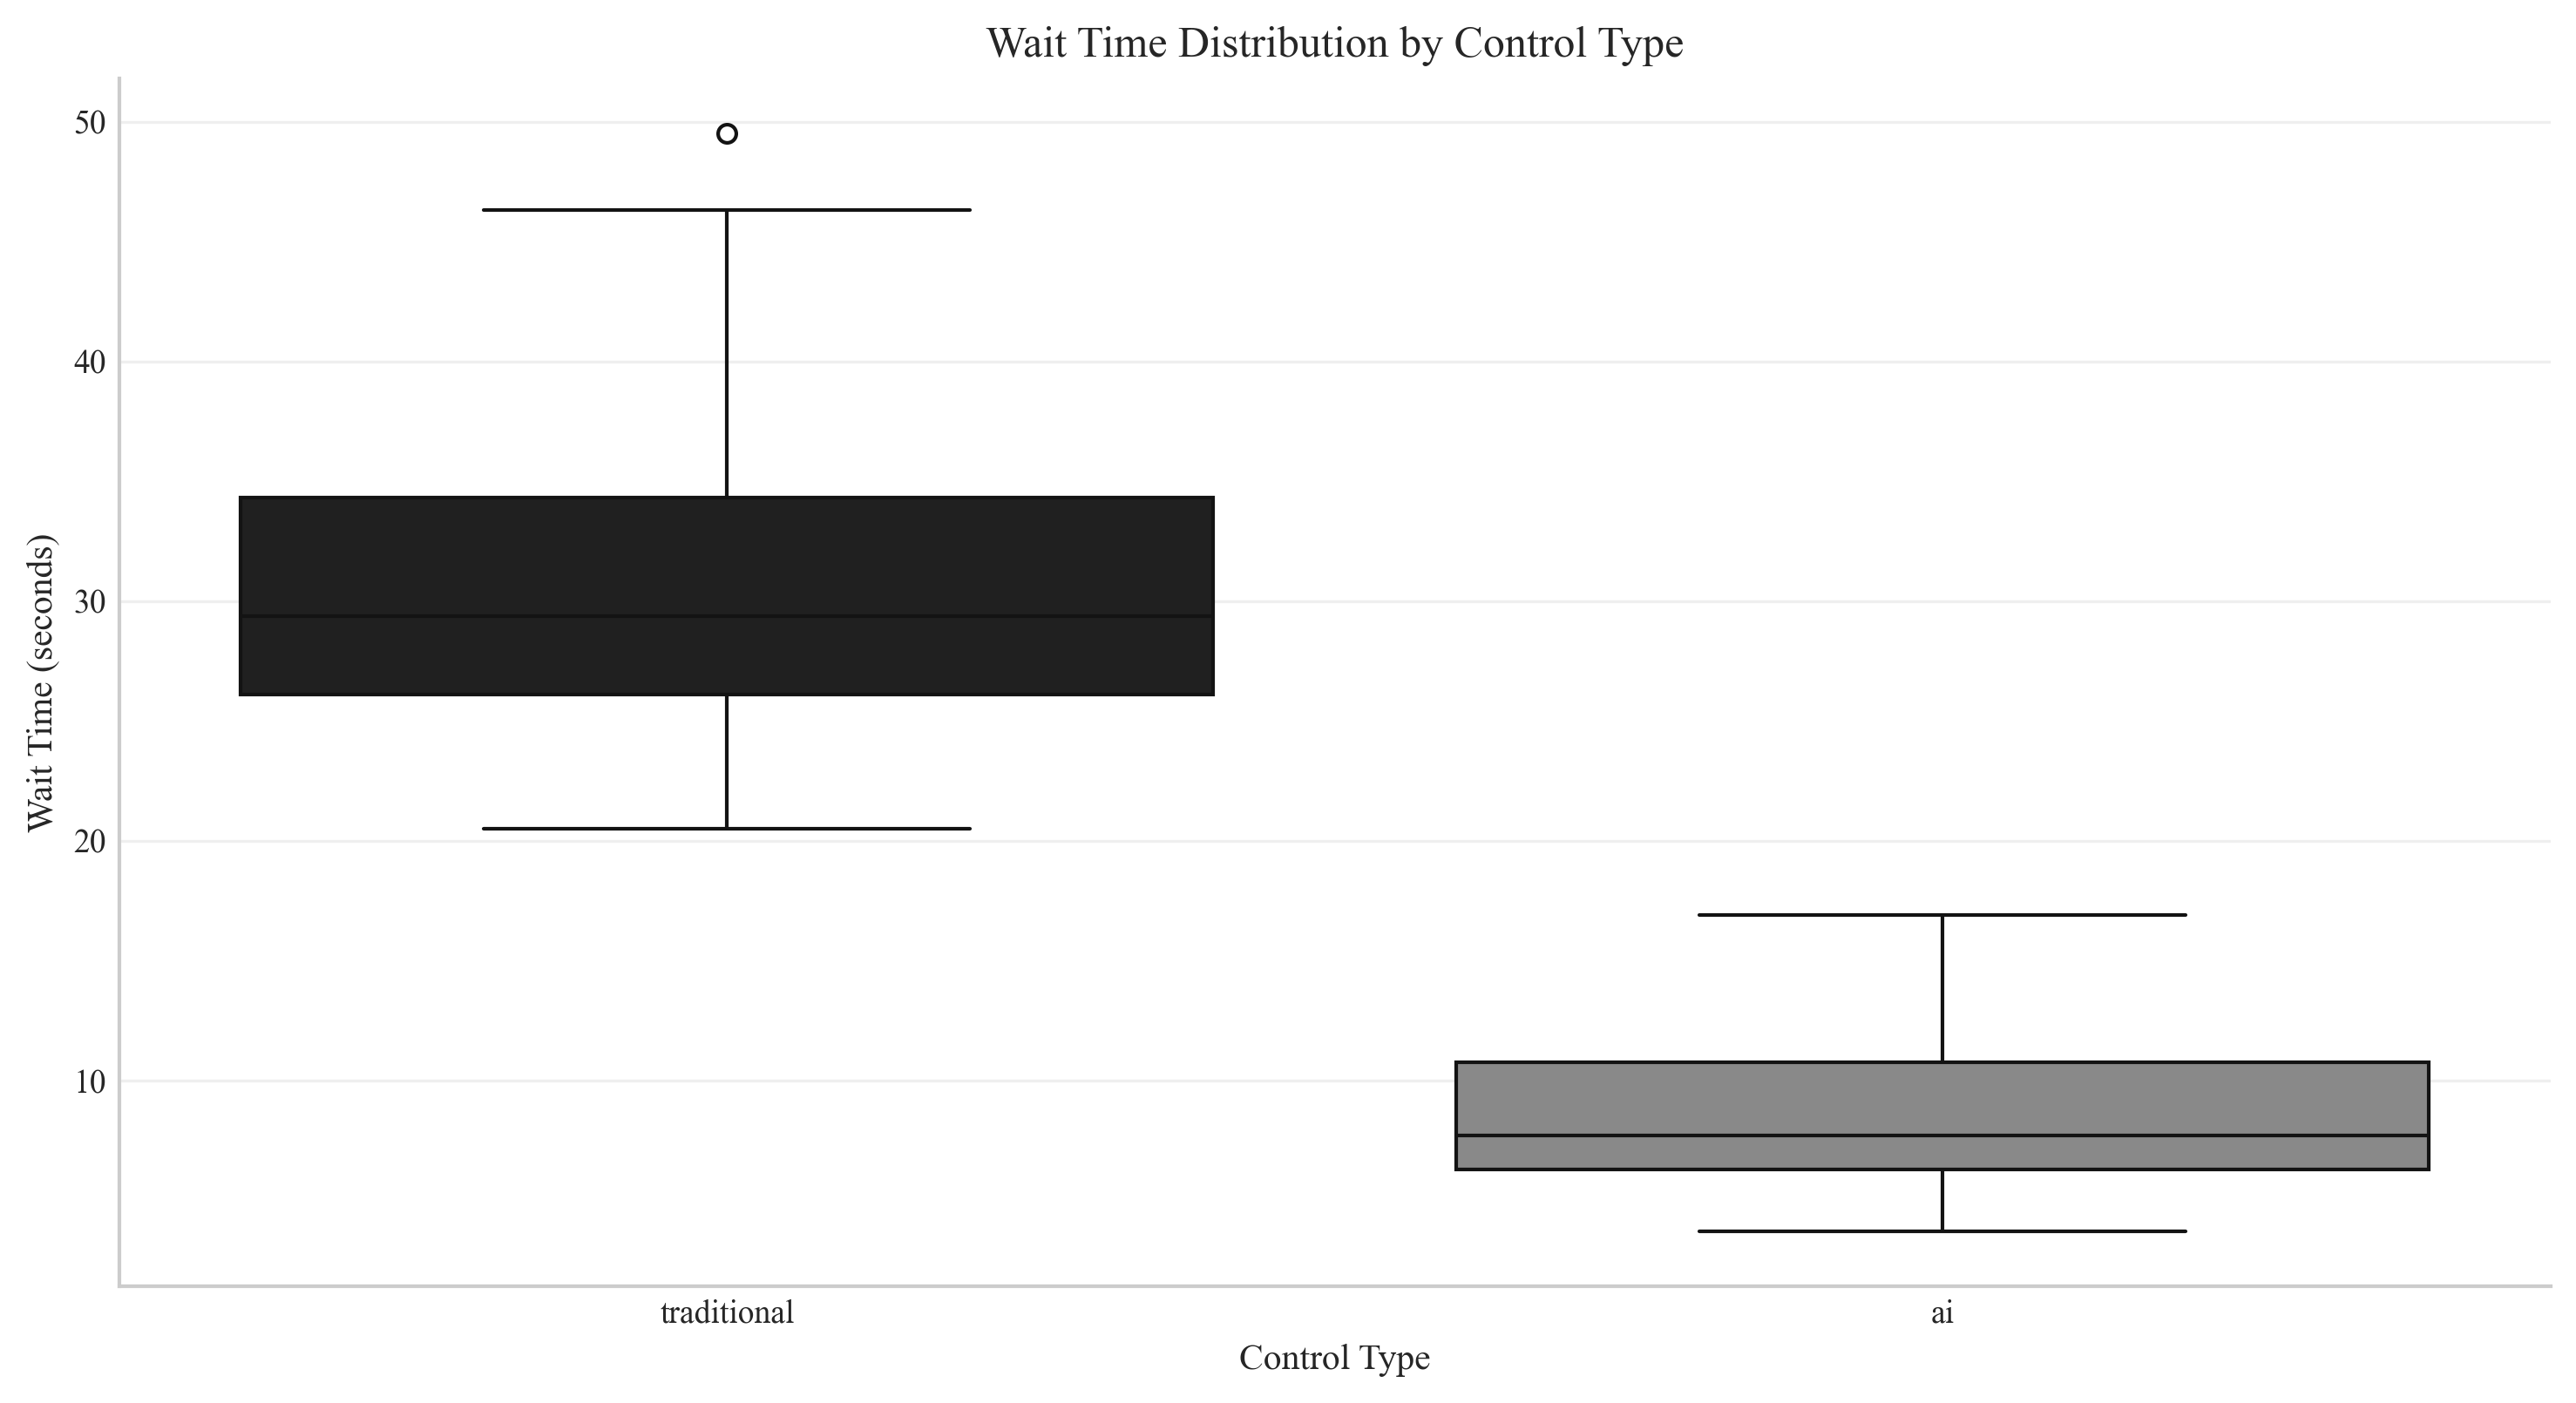 Wait Time Distribution by Control Type
50
40
30
20
10
Wait Time (seconds)
traditional
ai
Control Type